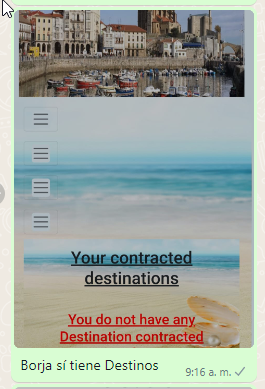 Your contracted
destinations
You do not have any
Destination contracted
Borja sí tiene Destinos
9:16 a. m.